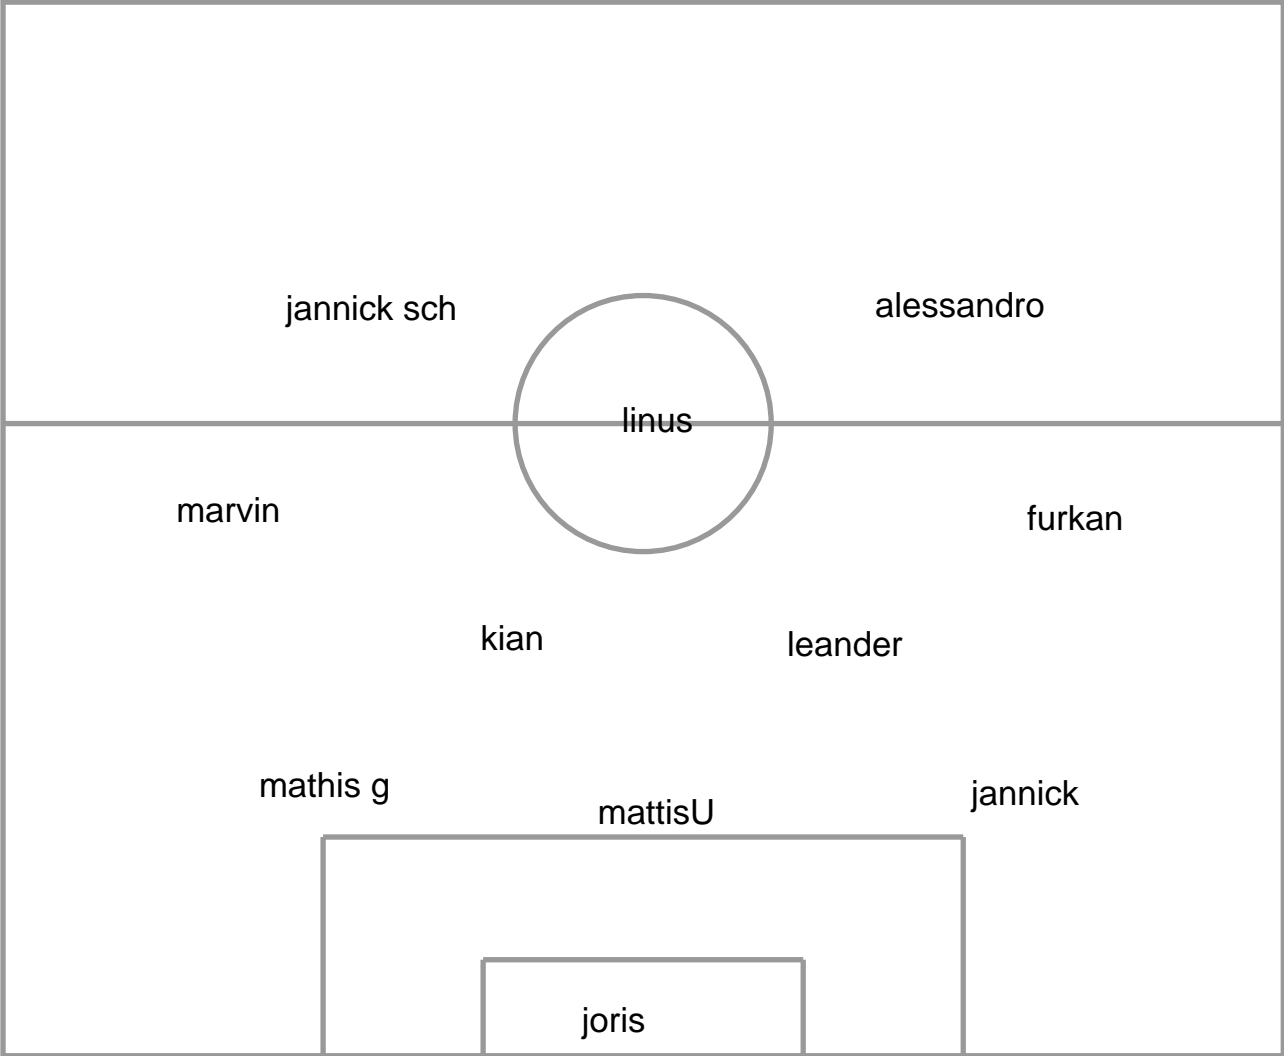 jannick sch
alessandro
linus
marvin
furkan
kian
leander
mathis g
mattisU
jannick
joris